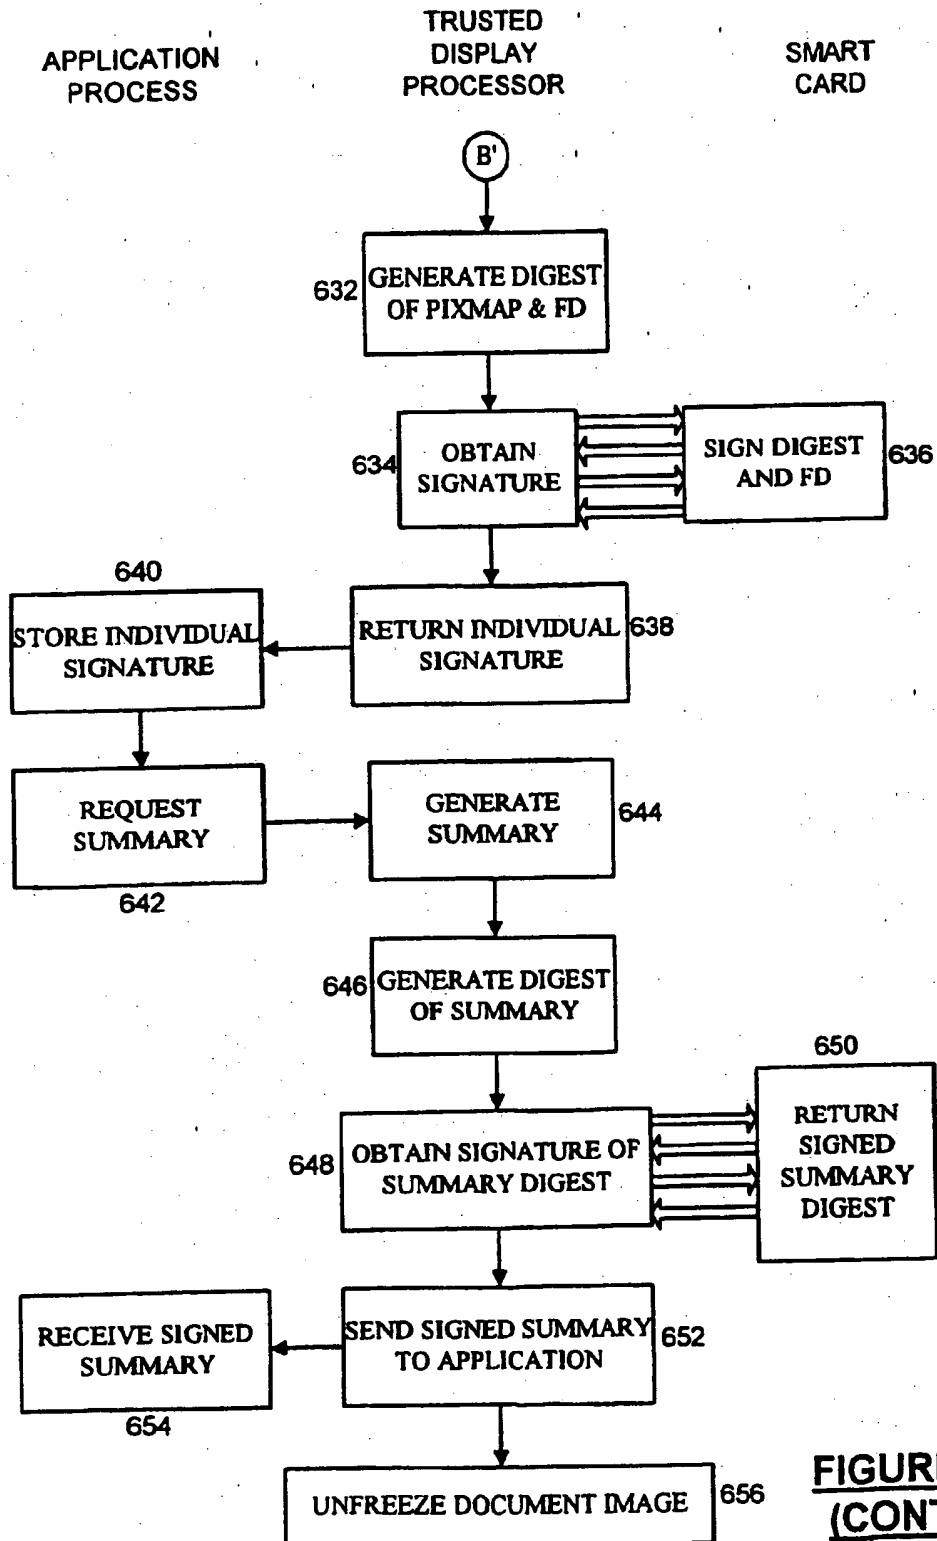 APPLICATION
PROCESS
TRUSTED
DISPLAY
PROCESSOR
SMART
CARD
B'
632
GENERATE DIGEST
OF PIXMAP & FD
634
OBTAIN
SIGNATURE
SIGN DIGEST
AND FD
636
640
STORE INDIVIDUAL
SIGNATURE
RETURN INDIVIDUAL
SIGNATURE
638
REQUEST
SUMMARY
642
GENERATE
SUMMARY
644
646
GENERATE DIGEST
OF SUMMARY
648
OBTAIN SIGNATURE OF
SUMMARY DIGEST
650
RETURN
SIGNED
SUMMARY
DIGEST
RECEIVE SIGNED
SUMMARY
654
SEND SIGNED SUMMARY
TO APPLICATION
652
UNFREEZE DOCUMENT IMAGE
656
FIGURE
(CONT